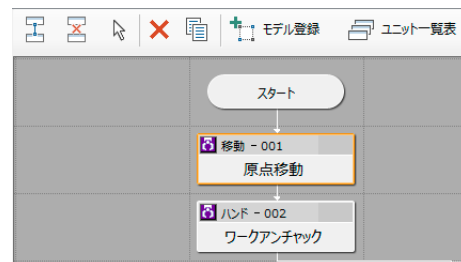 モデル登録 ユニット一覧表
スタート
移動 - 001
原点移動
ハンド - 002
ワークアンチャック